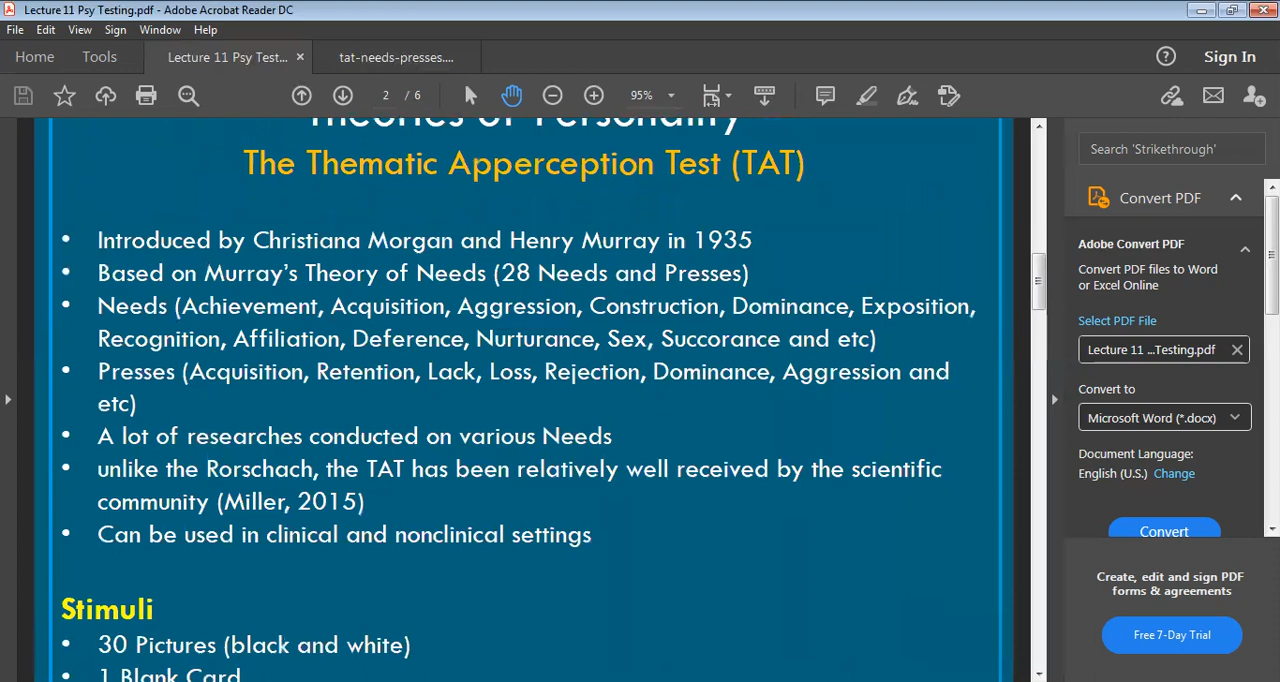 Lecture 11 Psy Testing.pdf - Adobe Acrobat Reader DC
File Edit View Sign Window Help
Home Tools Lecture 11 Psy Test... × tat-needs-presses.... Sign In
2 / 6 95%
Theories of Personality
The Thematic Apperception Test (TAT)
• Introduced by Christiana Morgan and Henry Murray in 1935
• Based on Murray's Theory of Needs (28 Needs and Presses)
• Needs (Achievement, Acquisition, Aggression, Construction, Dominance, Exposition,
Recognition, Affiliation, Deference, Nurturance, Sex, Succorance and etc)
• Presses (Acquisition, Retention, Lack, Loss, Rejection, Dominance, Aggression and
etc)
• A lot of researches conducted on various Needs
• unlike the Rorschach, the TAT has been relatively well received by the scientific
community (Miller, 2015)
• Can be used in clinical and nonclinical settings
Stimuli
• 30 Pictures (black and white)
• 1 Blank Card
Search 'Strikethrough'
Convert PDF
Adobe Convert PDF
Convert PDF files to Word
or Excel Online
Select PDF File
Lecture 11 ...Testing.pdf
Convert to
Microsoft Word (*.docx)
Document Language:
English (U.S.) Change
Convert
Create, edit and sign PDF
forms & agreements
Free 7-Day Trial